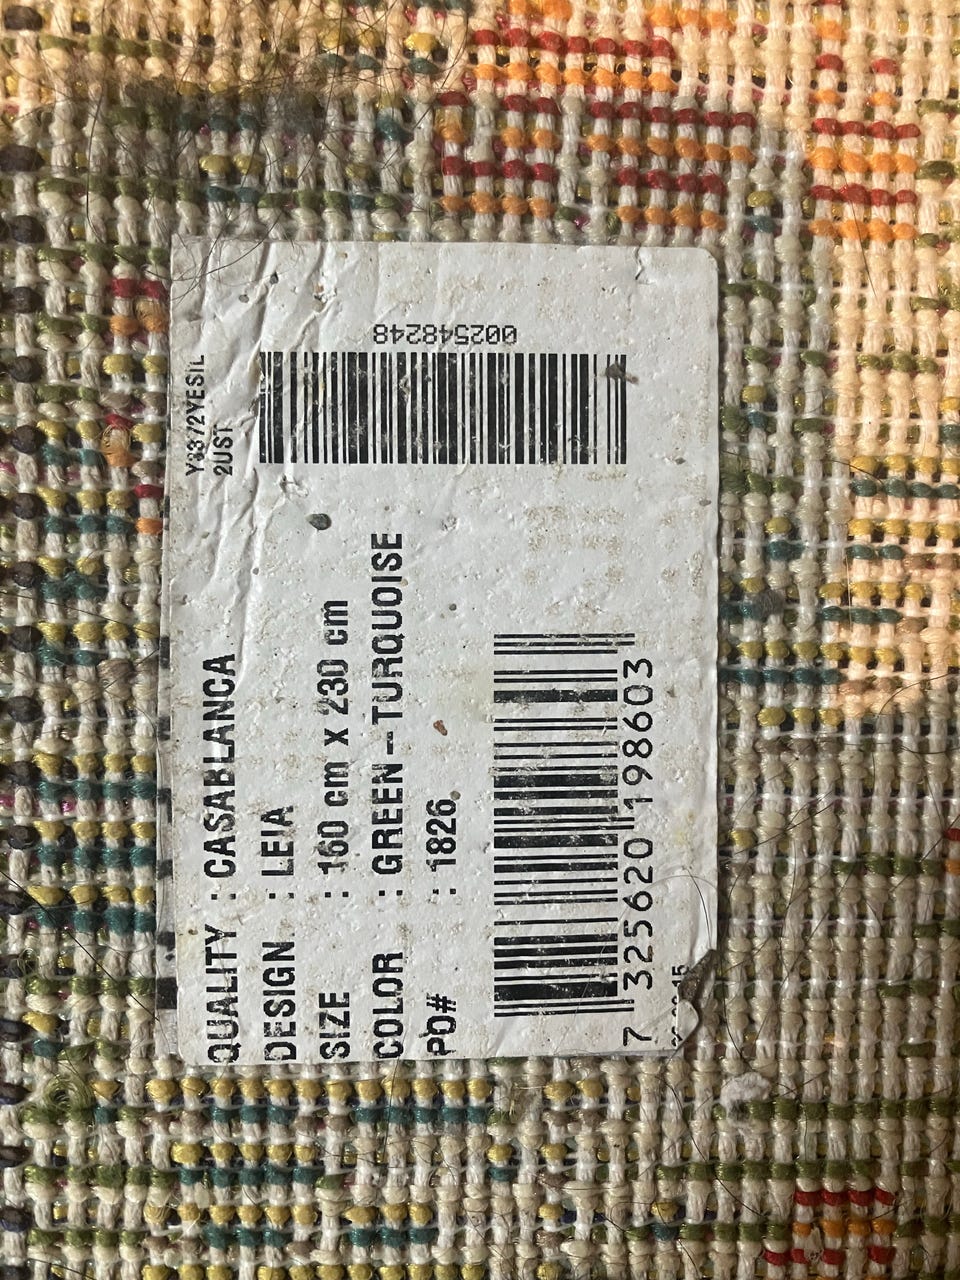 Y33/2YESIL
2UST
QUALITY : CASABLANCA
DESIGN : LEIA
SIZE : 160 cm x 230 cm
COLOR : GREEN-TURQUOISE
PO# : 1826
002548248
7 325620 198603